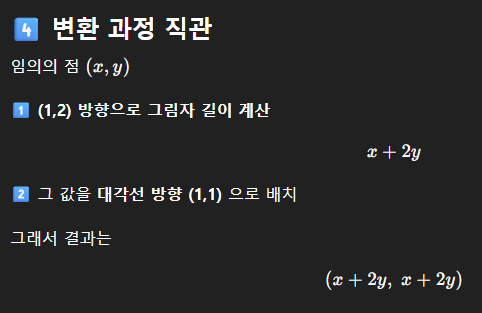 4️⃣ 변환 과정 직관
임의의 점 (x, y)
1️⃣ (1,2) 방향으로 그림자 길이 계산
x + 2y
2️⃣ 그 값을 대각선 방향 (1,1) 으로 배치
그래서 결과는
(x + 2y, x + 2y)